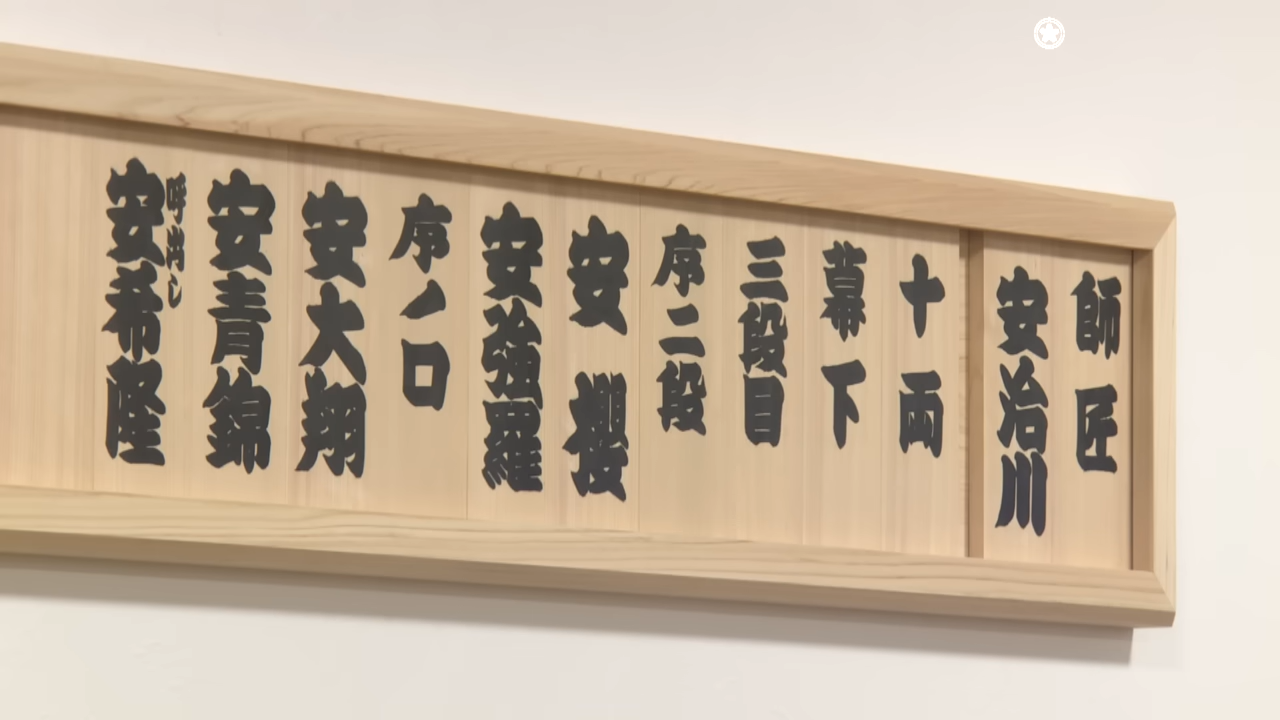 師匠
安治川
十両
幕下
三段目
序二段
安櫻
安強羅
序ノ口
安大翔
安青錦
呼出し
安希隆